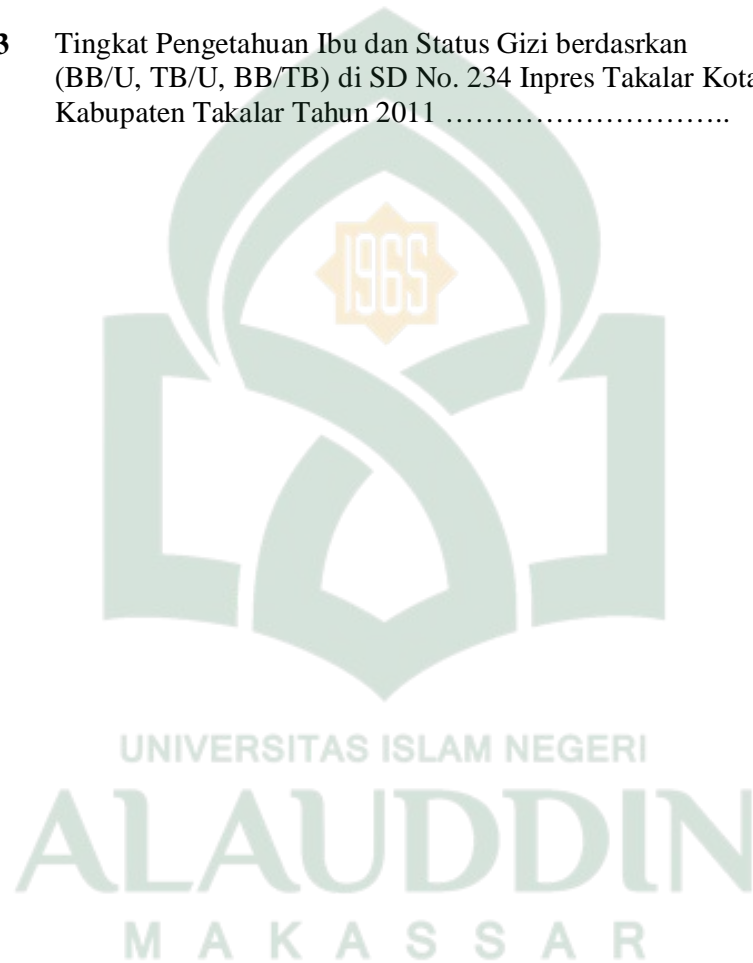 3 Tingkat Pengetahuan Ibu dan Status Gizi berdasrkan
(BB/U, TB/U, BB/TB) di SD No. 234 Inpres Takalar Kota
Kabupaten Takalar Tahun 2011 ………………………..
1965
UNIVERSITAS ISLAM NEGERI
ALAUDDIN
MAKASSAR